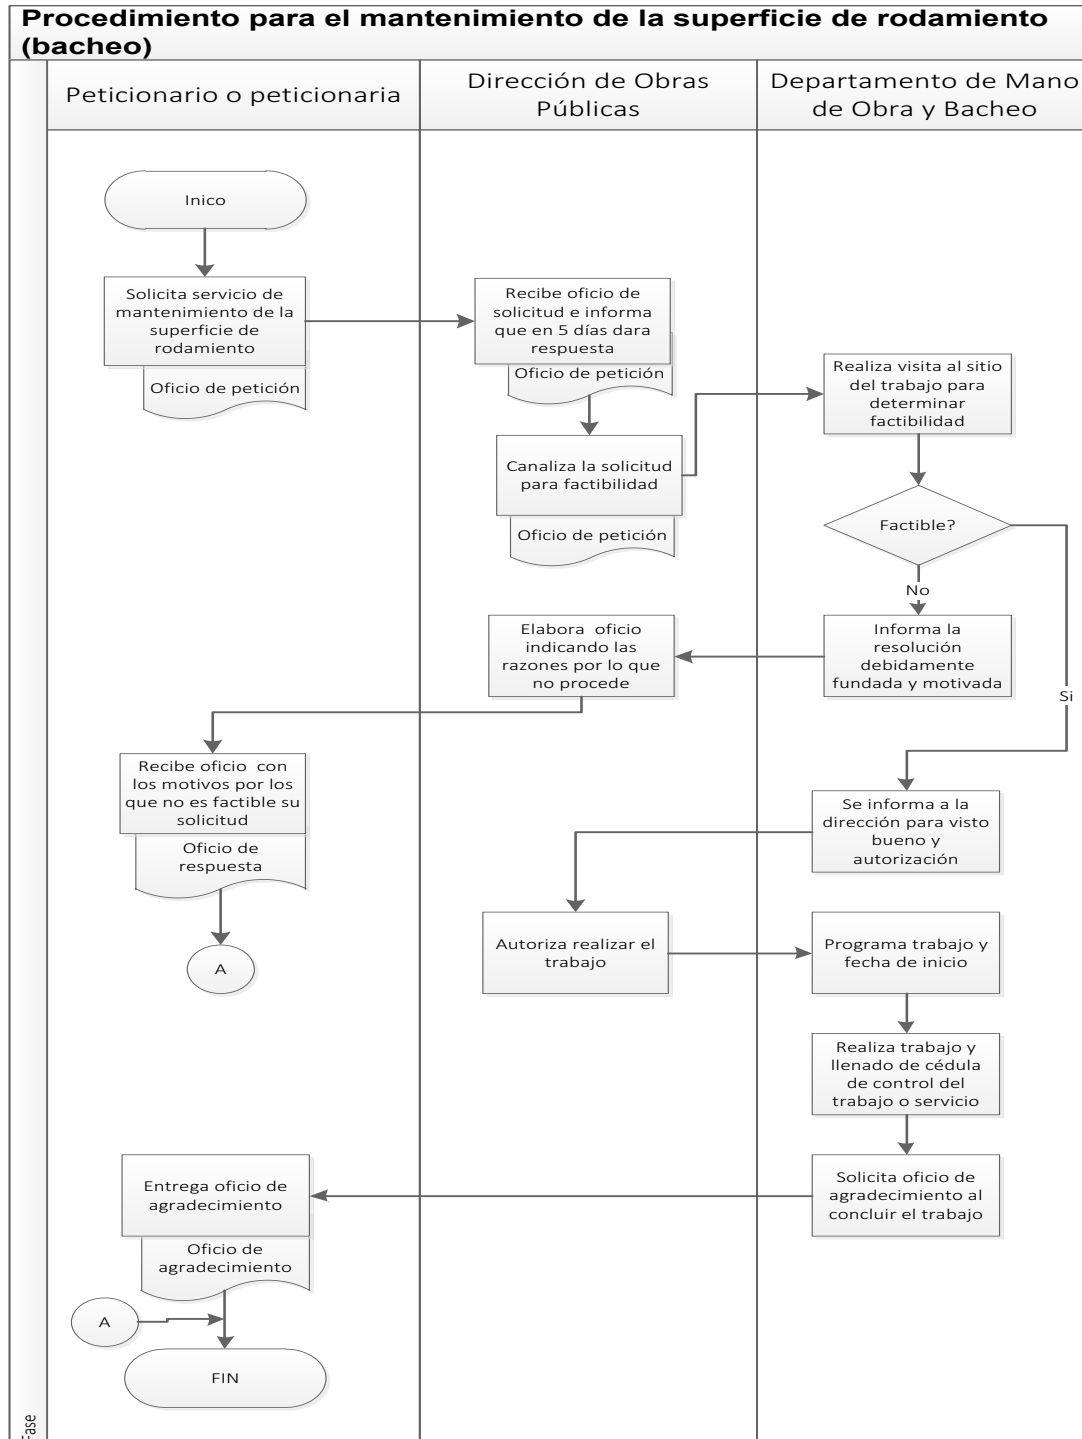 Procedimiento para el mantenimiento de la superficie de rodamiento
(bacheo)
Peticionario o peticionaria
Dirección de Obras
Públicas
Departamento de Mano
de Obra y Bacheo
Inico
Solicita servicio de
mantenimiento de la
superficie de
rodamiento
Oficio de petición
Recibe oficio de
solicitud e informa
que en 5 días dara
respuesta
Oficio de petición
Canaliza la solicitud
para factibilidad
Oficio de petición
Realiza visita al sitio
del trabajo para
determinar
factibilidad
Factible?
No
Si
Informa la
resolución
debidamente
fundada y motivada
Elabora oficio
indicando las
razones por lo que
no procede
Recibe oficio con
los motivos por los
que no es factible su
solicitud
Oficio de
respuesta
A
Se informa a la
dirección para visto
bueno y
autorización
Autoriza realizar el
trabajo
Programa trabajo y
fecha de inicio
Realiza trabajo y
llenado de cédula
de control del
trabajo o servicio
Solicita oficio de
agradecimiento al
concluir el trabajo
Entrega oficio de
agradecimiento
Oficio de
agradecimiento
A
FIN
Fase